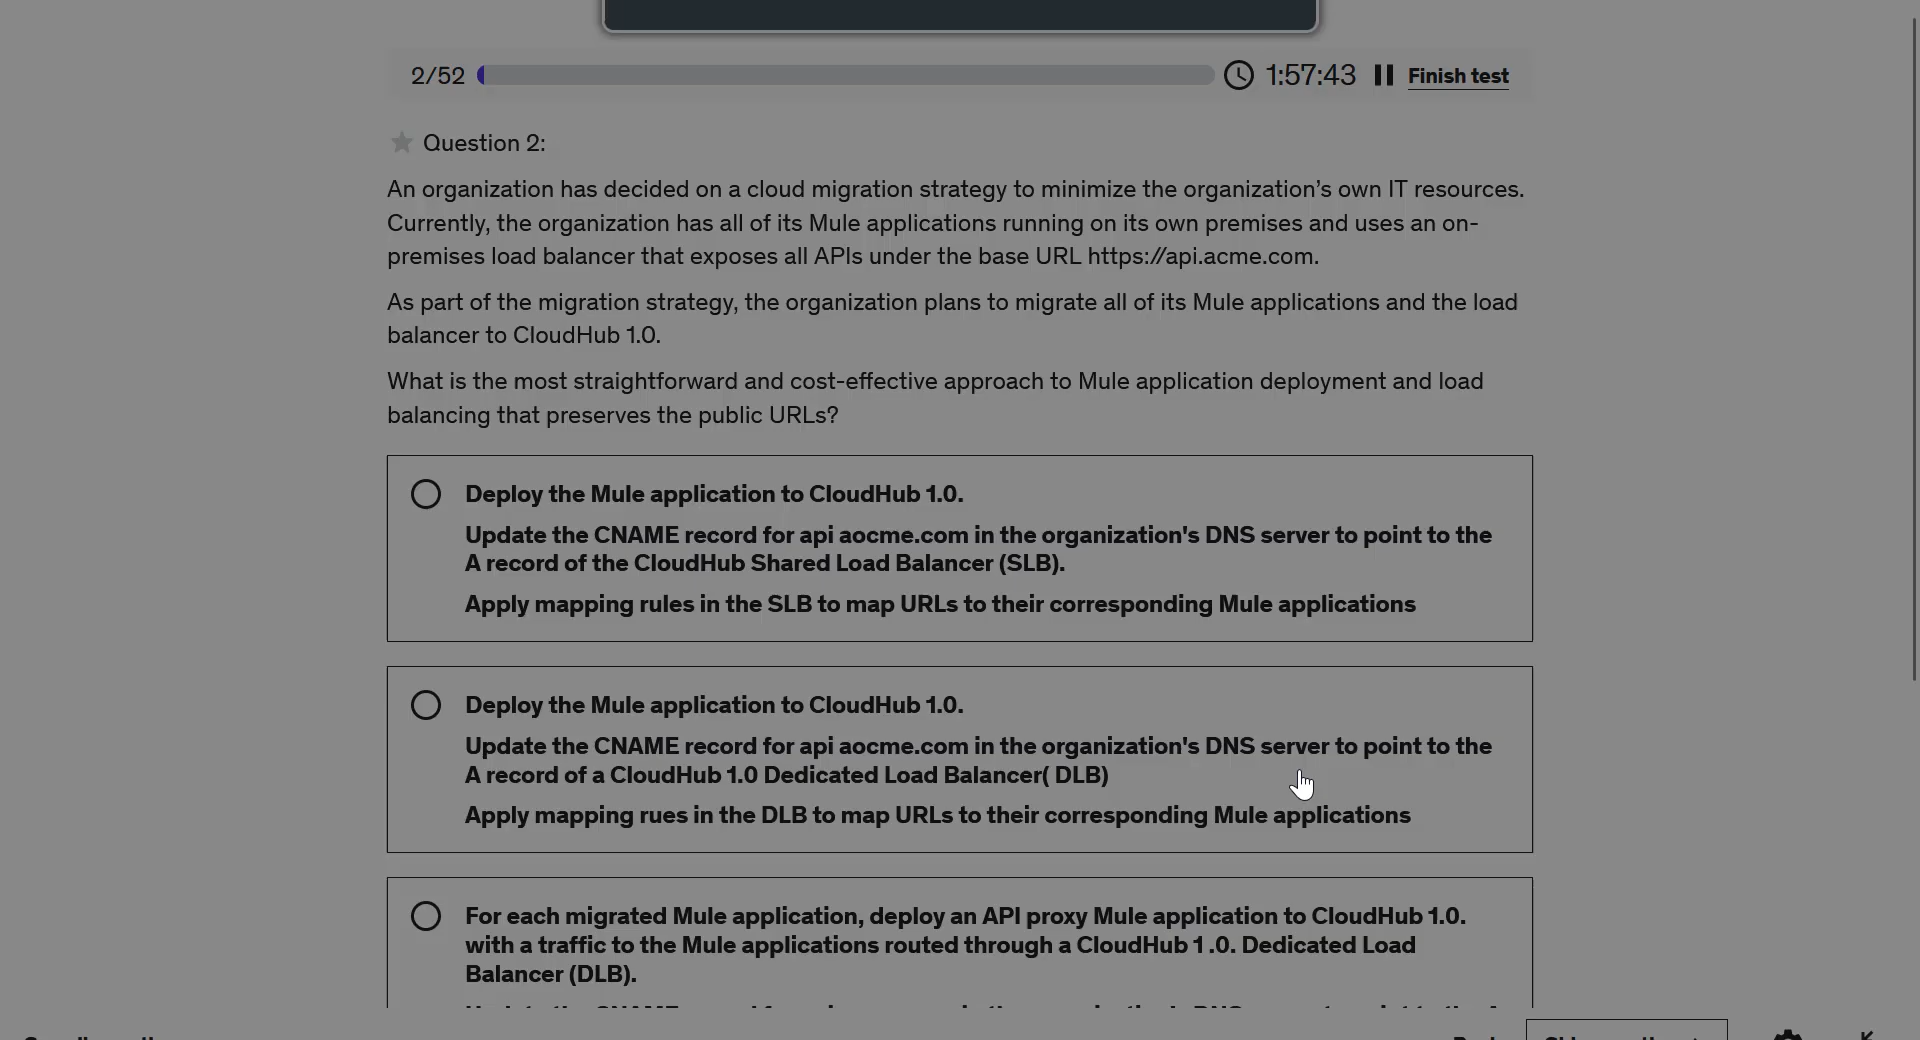 2/52
1:57:43
Finish test
Question 2:
An organization has decided on a cloud migration strategy to minimize the organization's own IT resources.
Currently, the organization has all of its Mule applications running on its own premises and uses an on-
premises load balancer that exposes all APIs under the base URL https://api.acme.com.
As part of the migration strategy, the organization plans to migrate all of its Mule applications and the load
balancer to CloudHub 1.0.
What is the most straightforward and cost-effective approach to Mule application deployment and load
balancing that preserves the public URLs?
Deploy the Mule application to CloudHub 1.0.
Update the CNAME record for api aocme.com in the organization's DNS server to point to the
A record of the CloudHub Shared Load Balancer (SLB).
Apply mapping rules in the SLB to map URLs to their corresponding Mule applications
Deploy the Mule application to CloudHub 1.0.
Update the CNAME record for api aocme.com in the organization's DNS server to point to the
A record of a CloudHub 1.0 Dedicated Load Balancer( DLB)
Apply mapping rues in the DLB to map URLs to their corresponding Mule applications
For each migrated Mule application, deploy an API proxy Mule application to CloudHub 1.0.
with a traffic to the Mule applications routed through a CloudHub 1 .0. Dedicated Load
Balancer (DLB).